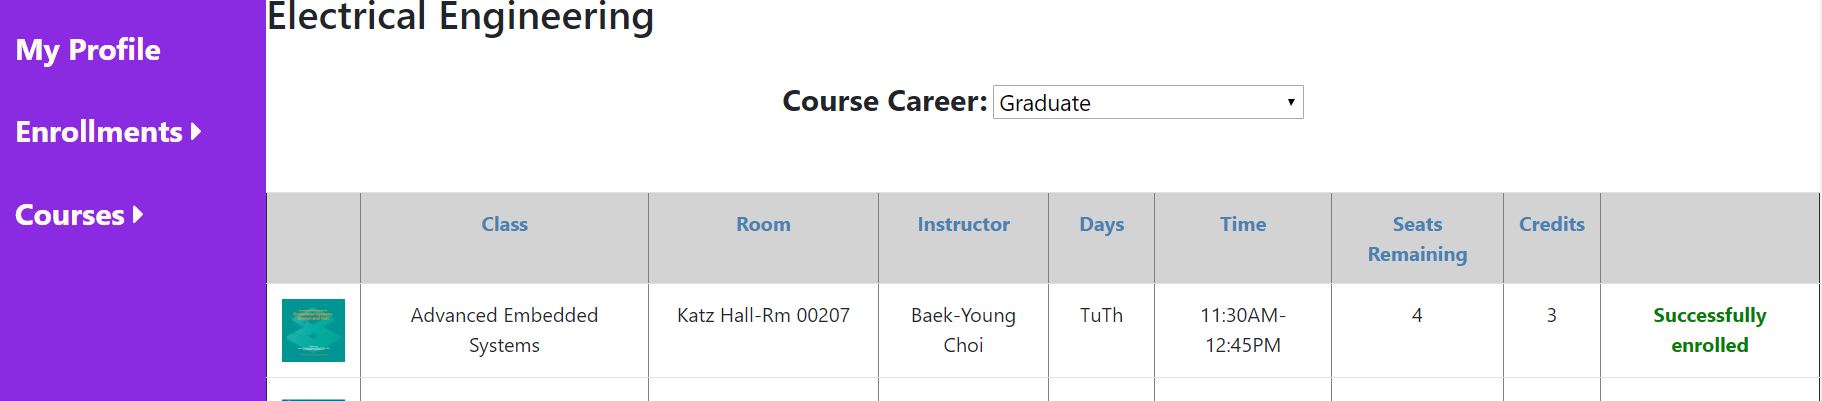 Electrical Engineering
My Profile
Enrollments
Courses
Course Career: Graduate
Class Room Instructor Days Time Seats Remaining Credits
Advanced Embedded Systems Katz Hall-Rm 00207 Baek-Young Choi TuTh 11:30AM-12:45PM 4 3 Successfully enrolled